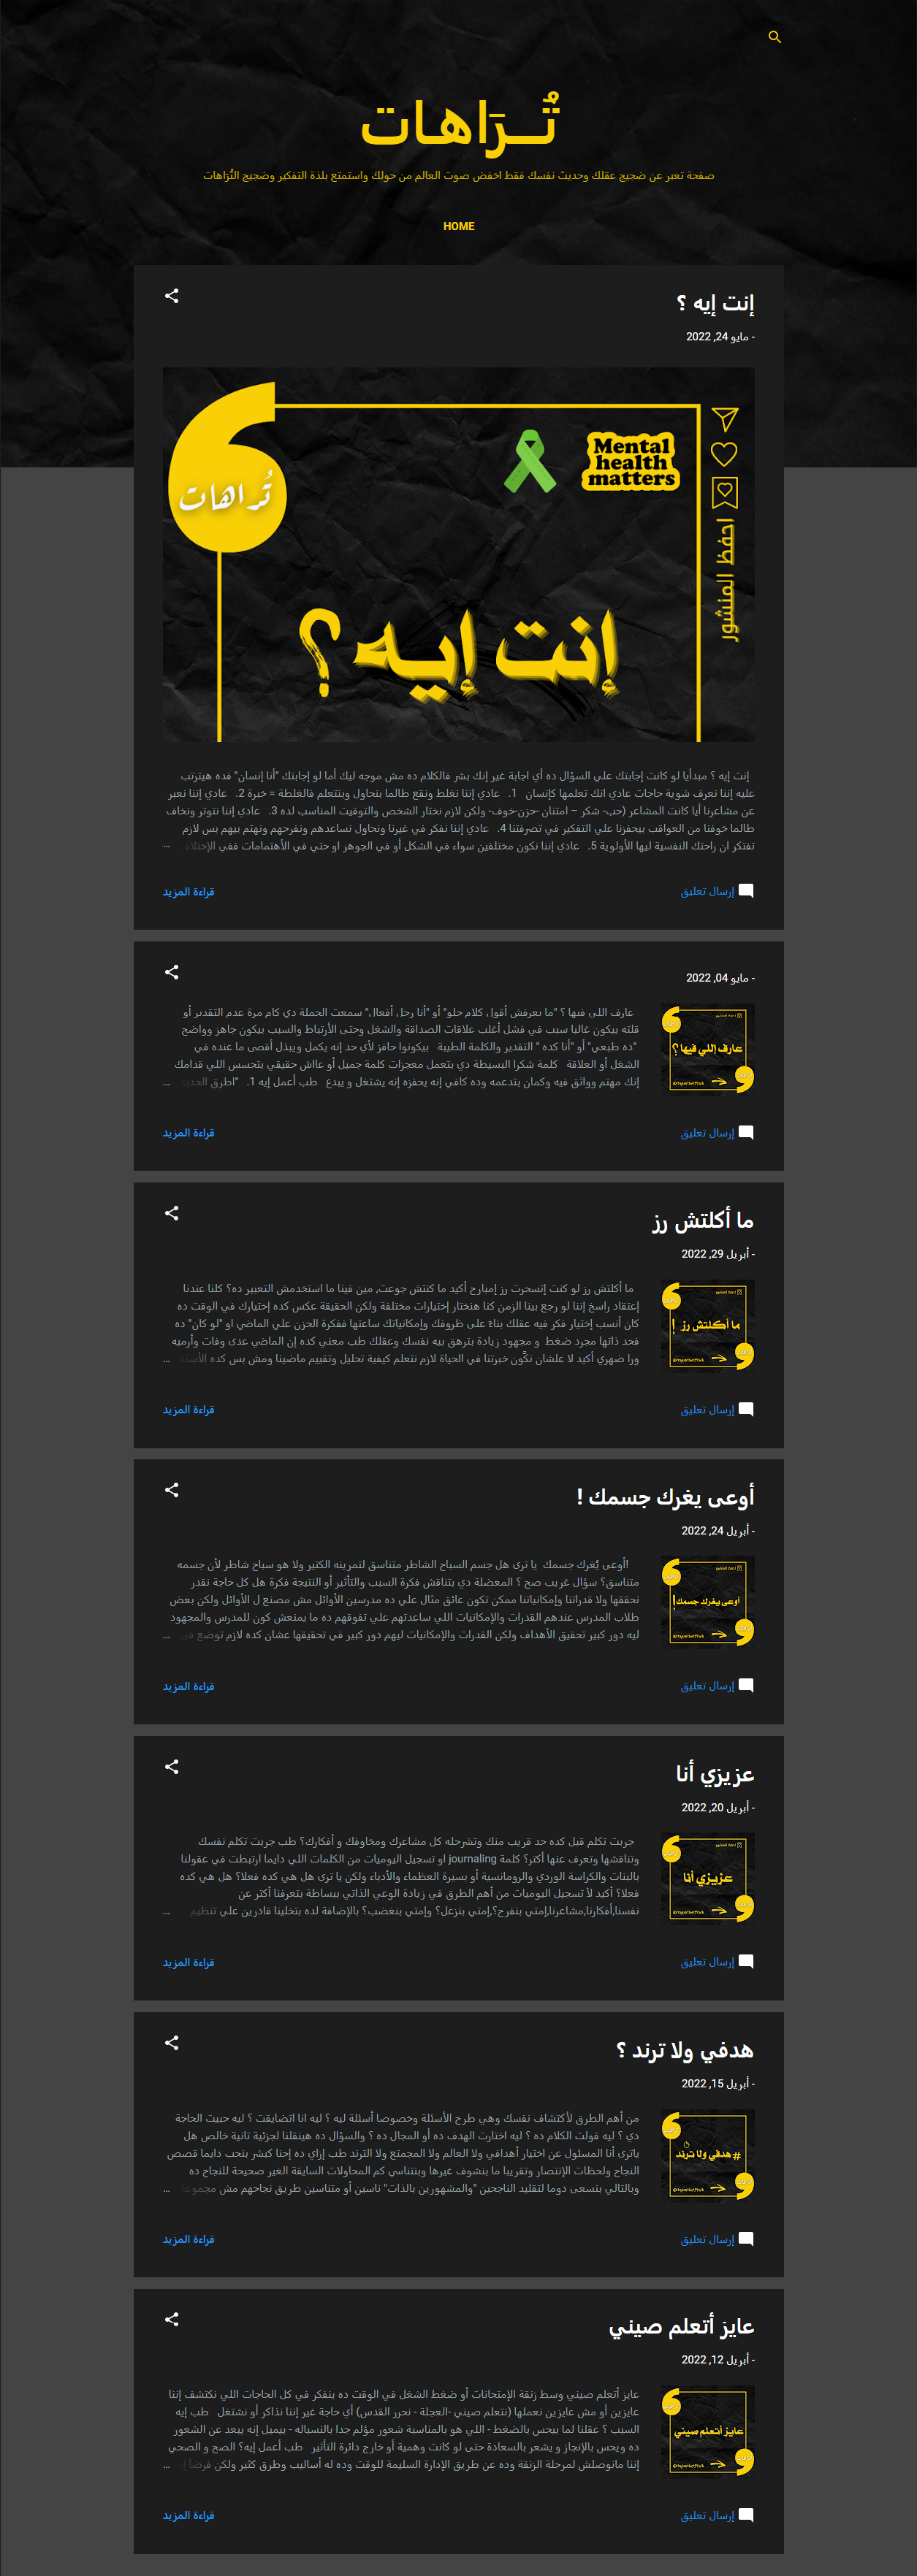 تُـــرَاهـات
صفحة تعبر عن ضجيج عقلك وحديث نفسك فقط اخفض صوت العالم من حولك واستمتع بلذة التفكير وضجيج التُرَاهات
HOME
إنت إيه ؟
- مايو 24, 2022
Mental
health
matters
تُراهات
احفظ المنشور
إنت إيه ؟
إنت إيه ؟ مبدأيا لو كانت إجابتك علي السؤال ده أي اجابة غير إنك بشر فالكلام ده مش موجه ليك أما لو إجابتك "أنا إنسان" فده هيترتب
عليه إننا نعرف شوية حاجات عادي انك تعلمها كإنسان 1. عادي إننا نغلط ونقع طالما بنحاول وبنتعلم فالغلطة = خبرة 2. عادي إننا نعبر
عن مشاعرنا أيا كانت المشاعر (حب- شكر – امتنان -حزن-خوف- ولكن لازم نختار الشخص والتوقيت المناسب لده 3. عادي إننا نتوتر ونخاف
طالما خوفنا من العواقب بيحفزنا علي التفكير في تصرفتنا 4. عادي إننا نفكر في غيرنا ونحاول نساعدهم ونفرحهم ونهتم بيهم بس لازم
تفتكر ان راحتك النفسية ليها الأولوية 5. عادي إننا نكون مختلفين سواء في الشكل أو في الجوهر او حتي في الأهتمامات ففي الإختلاف ...
إرسال تعليق
قراءة المزيد
- مايو 04, 2022
عارف اللي فيها ؟
عارف اللي فيها ؟ "ما بعرفش أقول كلام حلو" أو "أنا رجل أفعال" سمعت الجملة دي كام مرة عدم التقدير أو
قلته بيكون غالبا سبب في فشل أغلب علاقات الصداقة والشغل وحتى الأرتباط والسبب بيكون جاهز وواضح
"ده طبعي" أو "أنا كده " التقدير والكلمة الطيبة بيكونوا حافز لأي حد إنه يكمل ويبذل أقصى ما عنده في
الشغل أو العلاقة كلمة شكرا البسيطة دي بتعمل معجزات كلمة جميل أو عاش حقيقي بتحسس اللي قدامك
إنك مهتم وواثق فيه وكمان بتدعمه وده كافي إنه يحفزه إنه يشتغل و يبدع طب أعمل إيه 1. "اطرق الحديد ...
إرسال تعليق
قراءة المزيد
ما أكلتش رز
- أبريل 29, 2022
ما أكلتش رز !
ما أكلتش رز لو كنت إتسحرت رز إمبارح أكيد ما كنتش جوعت, مين فينا ما استخدمش التعبير ده؟ كلنا عندنا
إعتقاد راسخ إننا لو رجع بينا الزمن كنا هنختار إختيارات مختلفة ولكن الحقيقة عكس كده إختيارك في الوقت ده
كان أنسب إختيار فكر فيه عقلك بناء على ظروفك وإمكانياتك ساعتها ففكرة الحزن علي الماضي او "لو كان" ده
فحد ذاتها مجرد ضغط و مجهود زيادة بترهق بيه نفسك وعقلك طب معني كده إن الماضي عدى وفات وأرميه
ورا ضهري أكيد لا علشان نكّون خبرتنا في الحياة لازم نتعلم كيفية تحليل وتقييم ماضينا ومش بس كده ...
إرسال تعليق
قراءة المزيد
أوعى يغرك جسمك !
- أبريل 24, 2022
اوعى يغرك جسمك!
!أوعى يُغرك جسمك يا ترى هل جسم السباح الشاطر متناسق لتمرينه الكتير ولا هو سباح شاطر لأن جسمه
متناسق؟ سؤال غريب صح ؟ المعضلة دي بتناقش فكرة السبب والتأثير أو النتيجة فكرة هل كل حاجة نقدر
نحققها ولا قدراتنا وإمكانياتنا ممكن تكون عائق مثال علي ده مدرسين الأوائل مش مصنع ل الأوائل ولكن بعض
طلاب المدرس عندهم القدرات والإمكانيات اللي ساعدتهم علي تفوقهم ده ما يمنعش كون للمدرس والمجهود
ليه دور كبير تحقيق الأهداف ولكن القدرات والإمكانيات ليهم دور كبير في تحقيقها عشان كده لازم توضع في ...
إرسال تعليق
قراءة المزيد
عزيزي أنا
- أبريل 20, 2022
عزيزي أنا
جربت تكلم قبل كده حد قريب منك وتشرحله كل مشاعرك ومخاوفك و أفكارك؟ طب جربت تكلم نفسك
وتناقشها وتعرف عنها أكتر؟ كلمة journaling او تسجيل اليوميات من الكلمات اللي دايما ارتبطت في عقولنا
بالبنات والكراسة الوردي والرومانسية أو بسيرة العظماء والأدباء ولكن يا ترى هل هي كده فعلا؟ هل هي كده
فعلا؟ أكيد لأ تسجيل اليوميات من أهم الطرق في زيادة الوعي الذاتي ببساطة بتعرفنا أكتر عن
نفسنا,أفكارنا,مشاعرنا,إمتي بنفرح؟,إمتي بنزعل؟ وإمتي بنغضب؟ بالإضافة لده بتخلينا قادرين علي تنظيم ...
إرسال تعليق
قراءة المزيد
هدفي ولا ترند ؟
- أبريل 15, 2022
#هدفي ولا ترند
من أهم الطرق لأكتشاف نفسك وهي طرح الأسئلة وخصوصا أسئلة ليه ؟ ليه انا اتضايقت ؟ ليه حبيت الحاجة
دي ؟ ليه قولت الكلام ده ؟ ليه اختارت الهدف ده أو المجال ده ؟ والسؤال ده هينقلنا لجزئية تانية خالص هل
ياترى أنا المسئول عن اختيار أهدافي ولا العالم ولا المجمتع ولا الترند طب إزاي ده إحنا كبشر بنحب دايما قصص
النجاح ولحظات الإنتصار وتقريبا ما بنشوف غيرها وبنتناسي كم المحاولات السابقة الغير صحيحة للنجاح ده
وبالتالي بنسعى دوما لتقليد الناجحين "والمشهورين بالذات" ناسين أو متناسين طريق نجاحهم مش مجموعة ...
إرسال تعليق
قراءة المزيد
عايز أتعلم صيني
- أبريل 12, 2022
عايز أتعلم صيني
عايز أتعلم صيني وسط زنقة الإمتحانات أو ضغط الشغل في الوقت ده بنفكر في كل الحاجات اللي نكتشف إننا
عايزين أو مش عايزين نعملها (نتعلم صيني -العجلة - نحرر القدس) أي حاجة غير إننا نذاكر أو نشتغل طب إيه
السبب ؟ عقلنا لما بيحس بالضغط - اللي هو بالمناسبة شعور مؤلم جدا بالنسباله - بيميل إنه يبعد عن الشعور
ده ويحس بالإنجاز و يشعر بالسعادة حتى لو كانت وهمية أو خارج دائرة التأثير طب أعمل إيه؟ الصح و الصحي
إننا مانوصلش لمرحلة الزنقة وده عن طريق الإدارة السليمة للوقت وده له أساليب وطرق كتير ولكن فرضاً ...
إرسال تعليق
قراءة المزيد